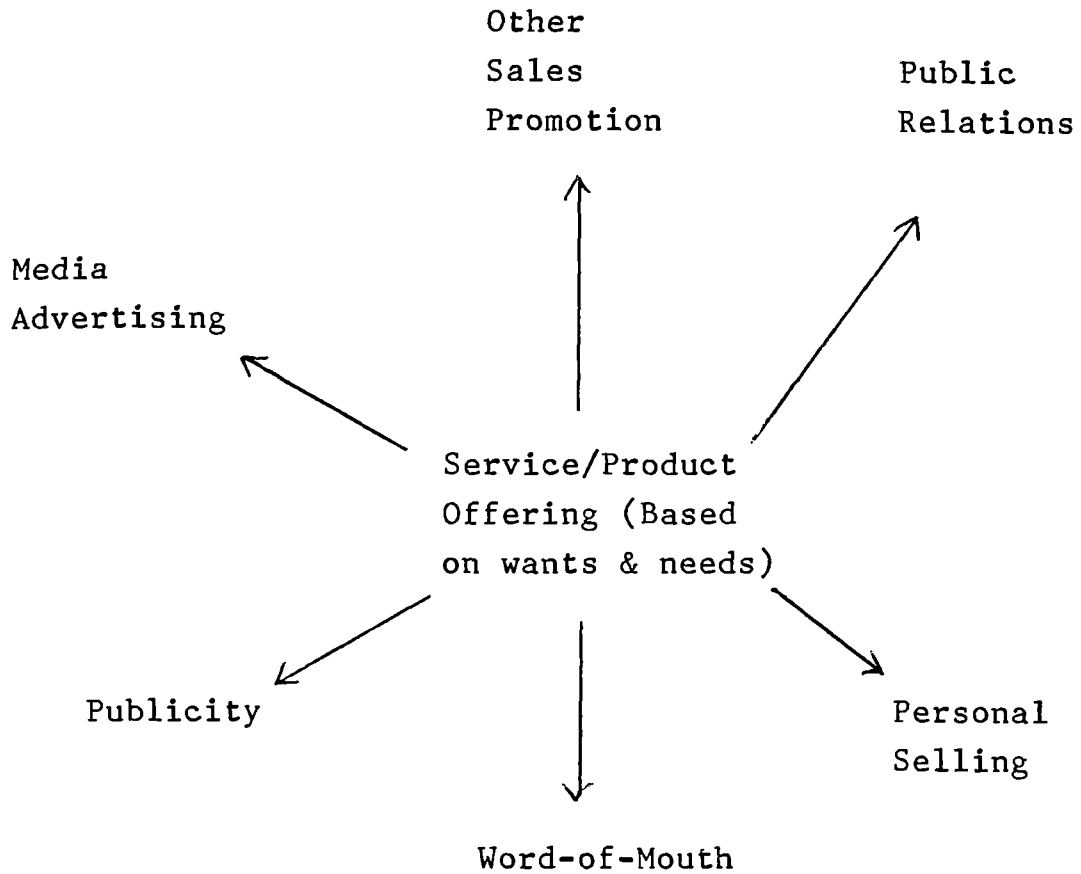 Other
Sales
Promotion
Public
Relations
Media
Advertising
Service/Product
Offering (Based
on wants & needs)
Publicity
Personal
Selling
Word-of-Mouth